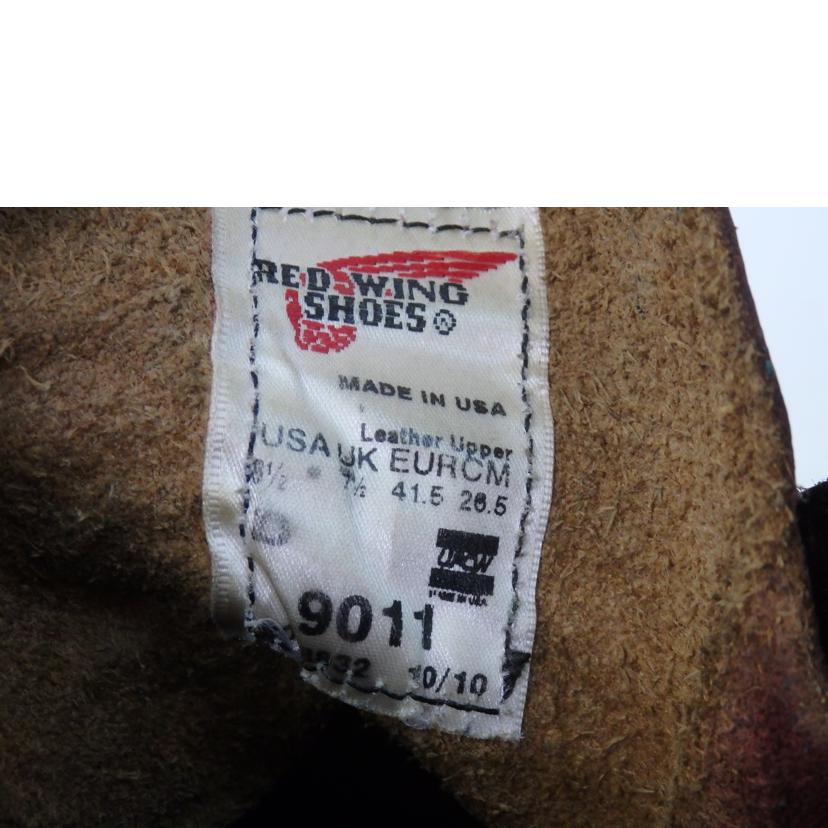 RED WING
SHOES®
MADE IN USA
Leather Upper
USA UK EUR CM
8½ 7½ 41.5 26.5
UFCW
9011
10/10